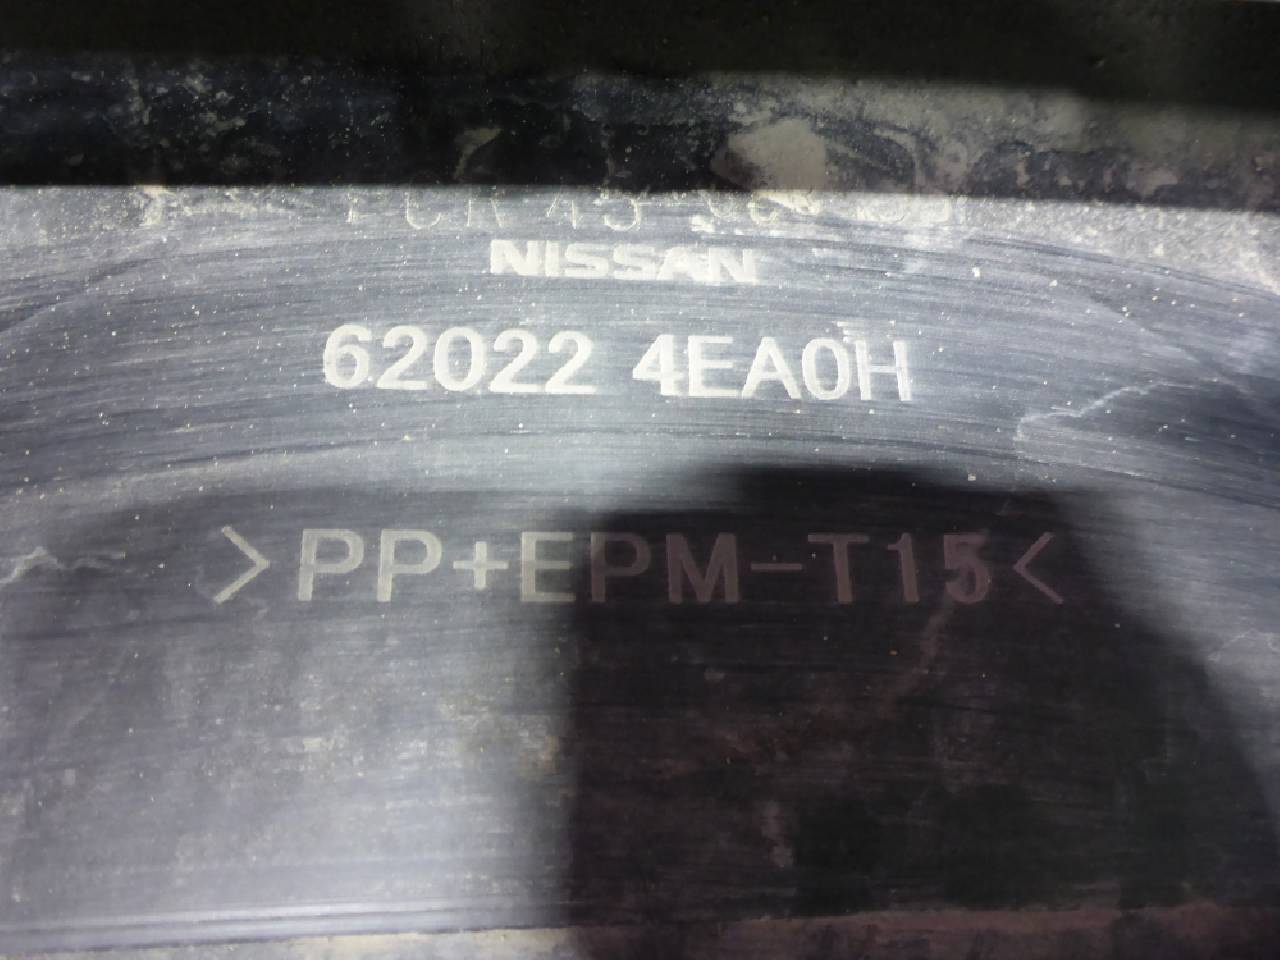 NISSAN
62022 4EA0H
>PP+EPM-T15<